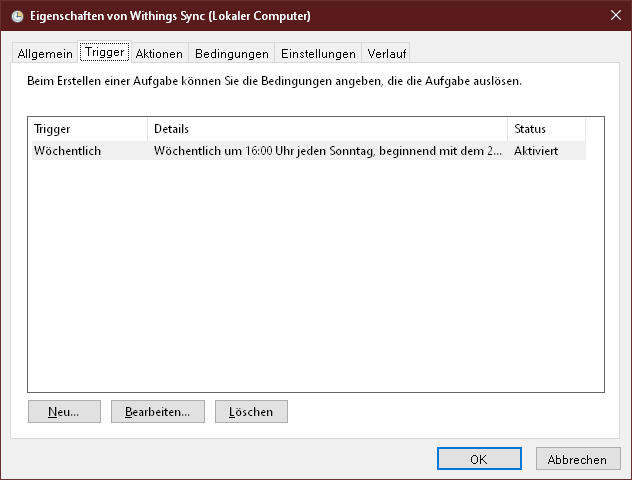 Eigenschaften von Withings Sync (Lokaler Computer)
Allgemein Trigger Aktionen Bedingungen Einstellungen Verlauf
Beim Erstellen einer Aufgabe können Sie die Bedingungen angeben, die die Aufgabe auslösen.
Trigger Details Status
Wöchentlich Wöchentlich um 16:00 Uhr jeden Sonntag, beginnend mit dem 2... Aktiviert
Neu... Bearbeiten... Löschen
OK Abbrechen